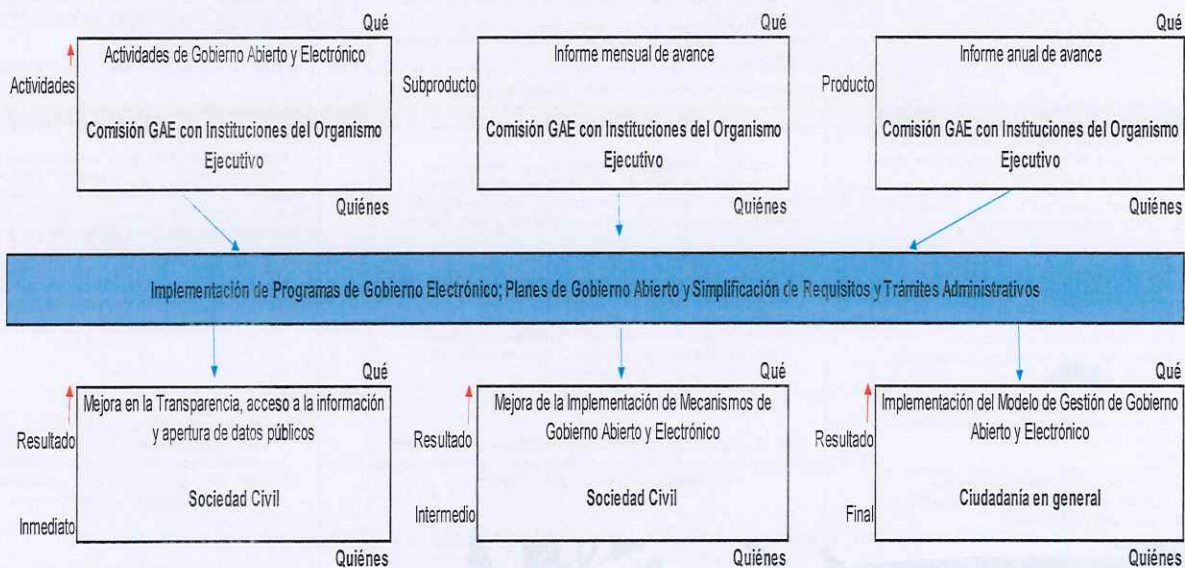 Qué
Actividades de Gobierno Abierto y Electrónico
Actividades
Comisión GAE con Instituciones del Organismo
Ejecutivo
Quiénes
Qué
Informe mensual de avance
Subproducto
Comisión GAE con Instituciones del Organismo
Ejecutivo
Quiénes
Qué
Informe anual de avance
Producto
Comisión GAE con Instituciones del Organismo
Ejecutivo
Quiénes
Implementación de Programas de Gobierno Electrónico; Planes de Gobierno Abierto y Simplificación de Requisitos y Trámites Administrativos
Qué
Mejora en la Transparencia, acceso a la información
y apertura de datos públicos
Resultado
Sociedad Civil
Inmediato
Quiénes
Qué
Mejora de la Implementación de Mecanismos de
Gobierno Abierto y Electrónico
Resultado
Sociedad Civil
Intermedio
Quiénes
Qué
Implementación del Modelo de Gestión de Gobierno
Abierto y Electrónico
Resultado
Ciudadanía en general
Final
Quiénes